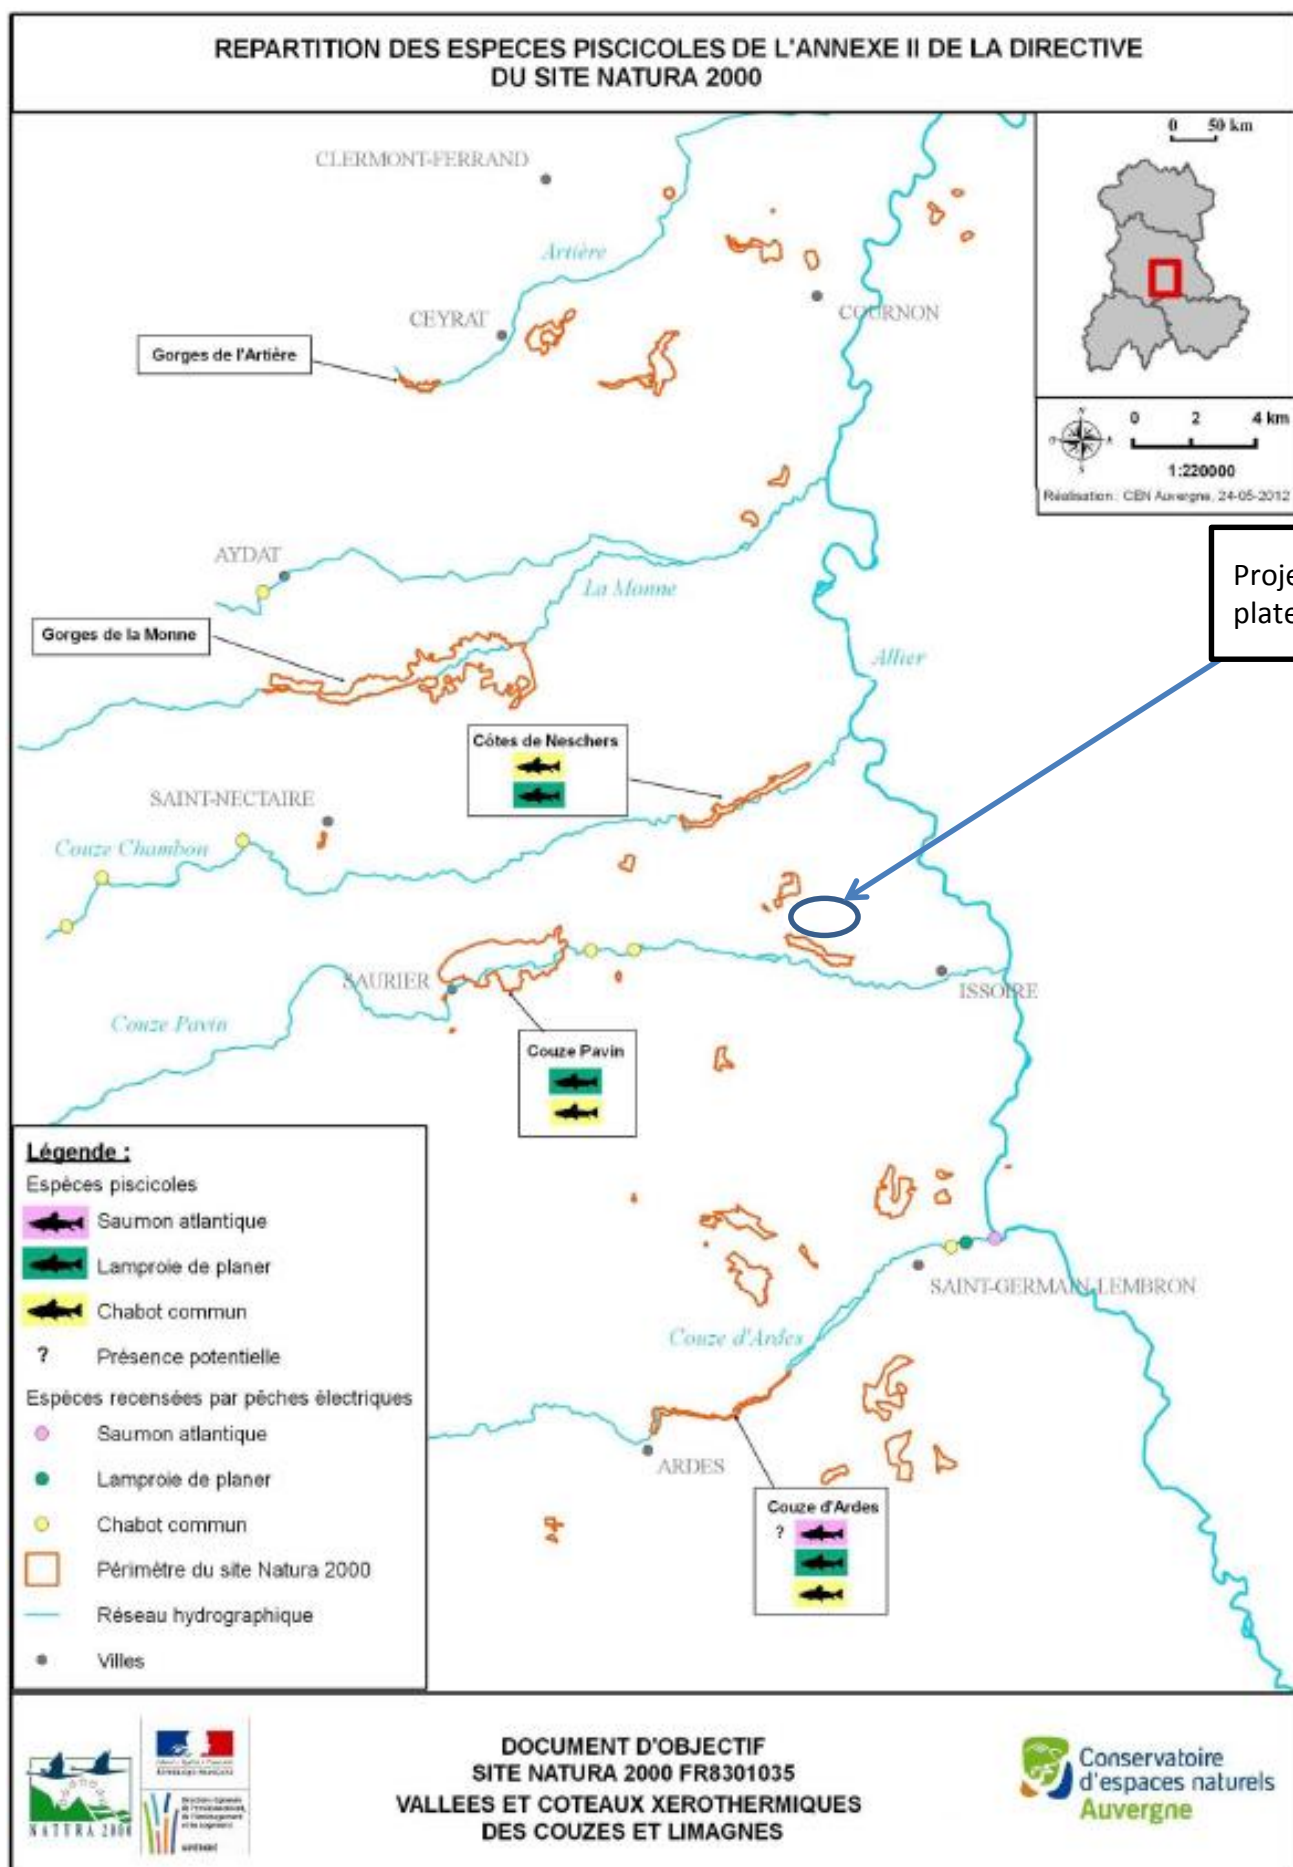 REPARTITION DES ESPECES PISCICOLES DE L'ANNEXE II DE LA DIRECTIVE
DU SITE NATURA 2000
0 50 km
CLERMONT-FERRAND
Artière
CEYRAT
COURNON
Gorges de l'Artière
N
S
0 2 4 km
1:220000
Réalisation : CEN Auvergne, 24-05-2012
AYDAT
La Monne
Proje
plate
Gorges de la Monne
Allier
Côtes de Neschers
SAINT-NECTAIRE
Couze Chambon
SAURIER
ISSOIRE
Couze Pavin
Couze Pavin
Légende :
Espèces piscicoles
Saumon atlantique
Lamproie de planer
Chabot commun
? Présence potentielle
Espèces recensées par pêches électriques
Saumon atlantique
Lamproie de planer
Chabot commun
Périmètre du site Natura 2000
Réseau hydrographique
Villes
SAINT-GERMAIN-LEMBRON
Couze d'Ardes
ARDES
Couze d'Ardes
?
NATURA 2000
RÉPUBLIQUE FRANÇAISE
DOCUMENT D'OBJECTIF
SITE NATURA 2000 FR8301035
VALLEES ET COTEAUX XEROTHERMIQUES
DES COUZES ET LIMAGNES
Conservatoire
d'espaces naturels
Auvergne